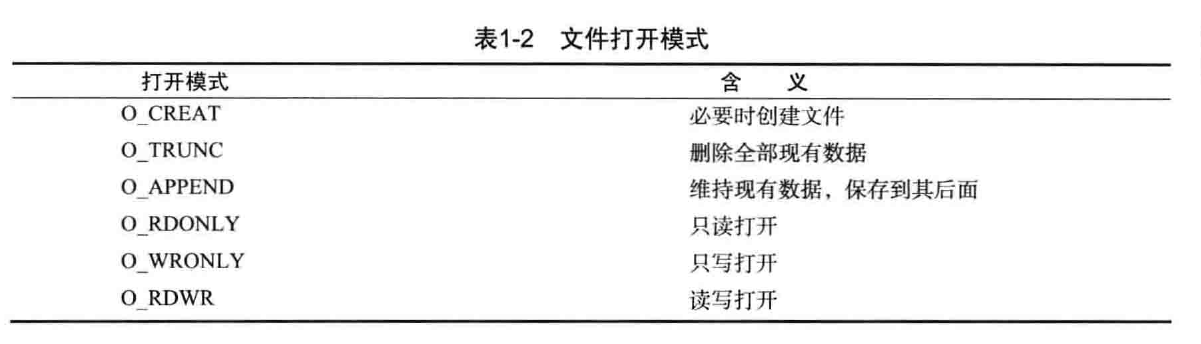 表1-2 文件打开模式
打开模式 含 义
O_CREAT 必要时创建文件
O_TRUNC 删除全部现有数据
O_APPEND 维持现有数据，保存到其后面
O_RDONLY 只读打开
O_WRONLY 只写打开
O_RDWR 读写打开